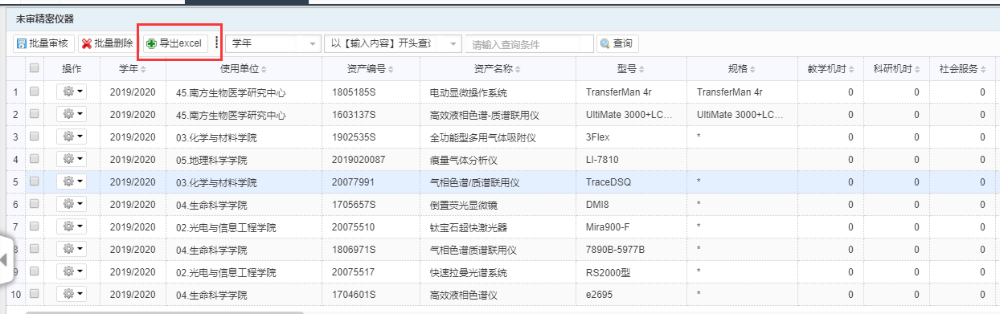 未审精密仪器
批量审核 批量删除 导出excel 学年 以【输入内容】开头查询 请输入查询条件 查询
操作 学年 使用单位 资产编号 资产名称 型号 规格 教学机时 科研机时 社会服务
1 2019/2020 45.南方生物医学研究中心 1805185S 电动显微操作系统 TransferMan 4r TransferMan 4r 0 0 0
2 2019/2020 45.南方生物医学研究中心 1603137S 高效液相色谱-质谱联用仪 UltiMate 3000+LC... UltiMate 3000+LC... 0 0 0
3 2019/2020 03.化学与材料学院 1902535S 全功能型多用气体吸附仪 3Flex * 0 0 0
4 2019/2020 05.地理科学学院 2019020087 痕量气体分析仪 LI-7810 0 0 0
5 2019/2020 03.化学与材料学院 20077991 气相色谱/质谱联用仪 TraceDSQ * 0 0 0
6 2019/2020 04.生命科学学院 1705657S 倒置荧光显微镜 DMI8 * 0 0 0
7 2019/2020 02.光电与信息工程学院 20075510 钛宝石超快激光器 Mira900-F * 0 0 0
8 2019/2020 04.生命科学学院 1806971S 气相色谱质谱联用仪 7890B-5977B * 0 0 0
9 2019/2020 02.光电与信息工程学院 20075517 快速拉曼光谱系统 RS2000型 * 0 0 0
10 2019/2020 04.生命科学学院 1704601S 高效液相色谱仪 e2695 * 0 0 0